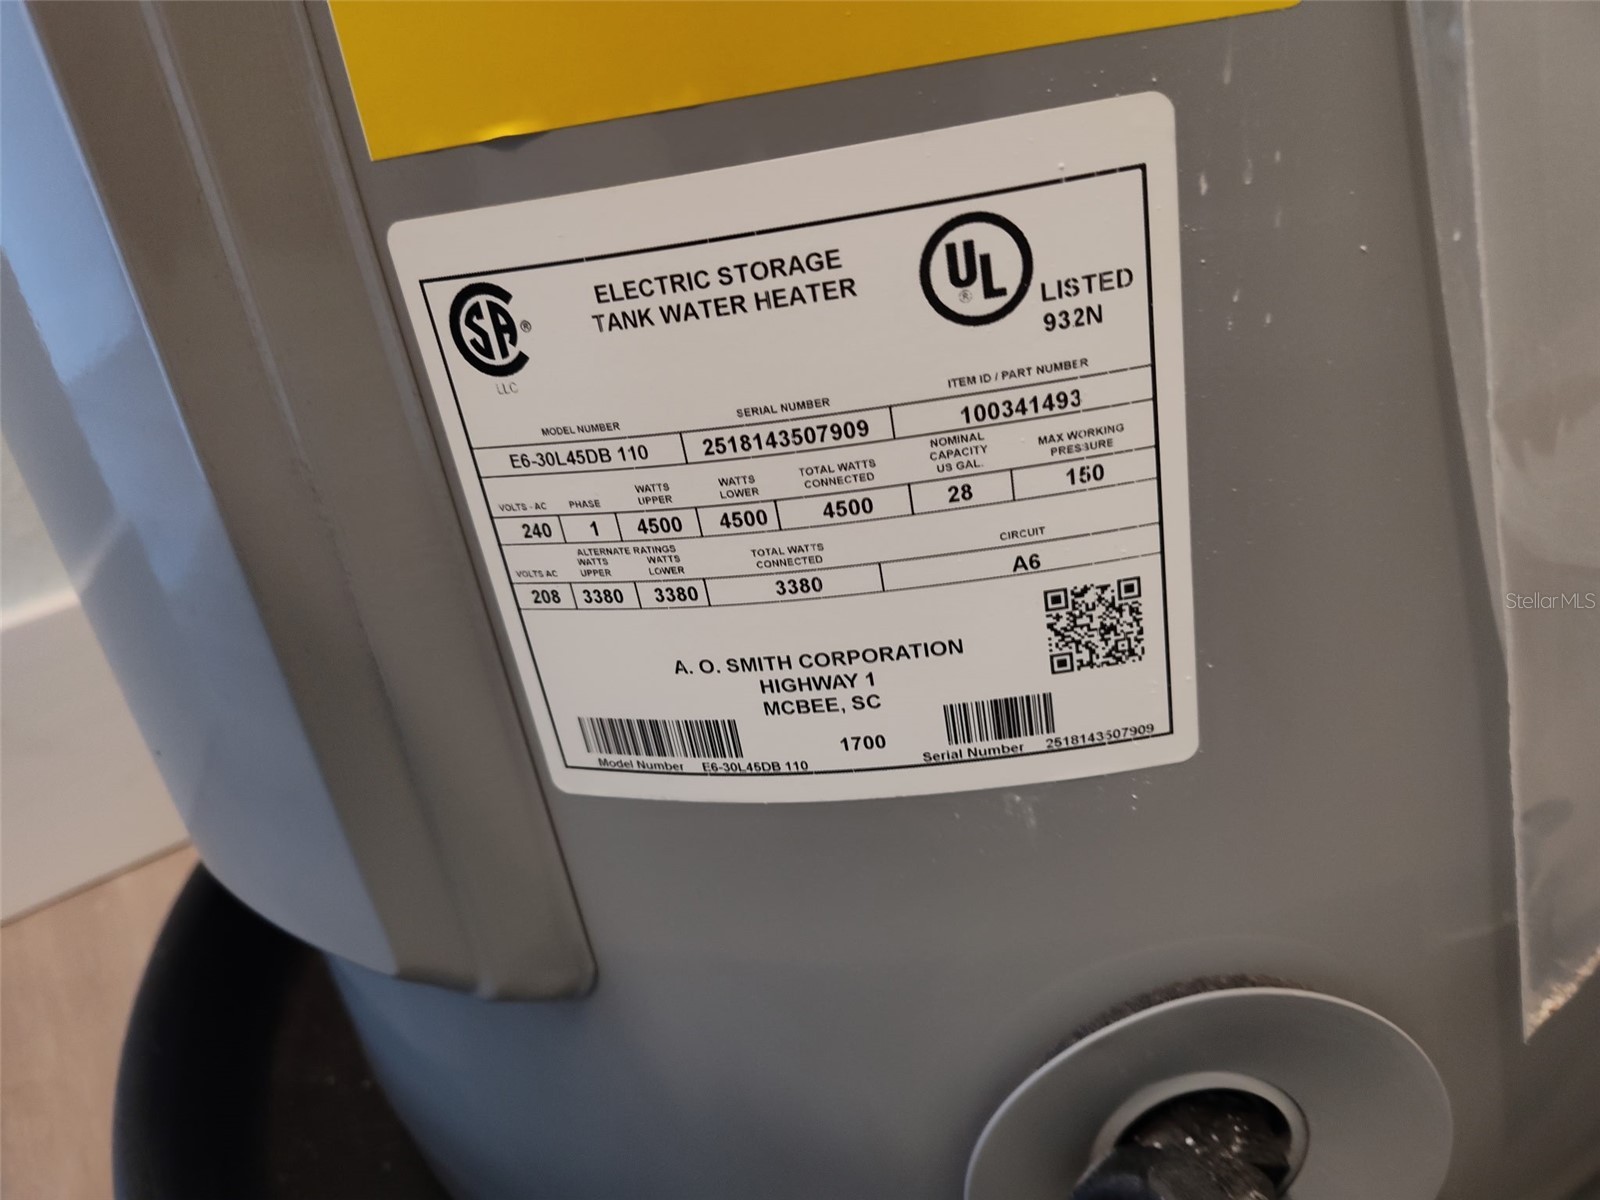 SA®
LLC
ELECTRIC STORAGE
TANK WATER HEATER
UL®
LISTED
932N
MODEL NUMBER SERIAL NUMBER ITEM ID / PART NUMBER
E6-30L45DB 110 2518143507909 100341493
VOLTS - AC PHASE WATTS UPPER WATTS LOWER TOTAL WATTS CONNECTED NOMINAL CAPACITY US GAL. MAX WORKING PRESSURE
240 1 4500 4500 4500 28 150
ALTERNATE RATINGS
VOLTS AC WATTS UPPER WATTS LOWER TOTAL WATTS CONNECTED CIRCUIT
208 3380 3380 3380 A6
A. O. SMITH CORPORATION
HIGHWAY 1
MCBEE, SC
1700
Model Number E6-30L45DB 110 Serial Number 2518143507909
StellarMLS